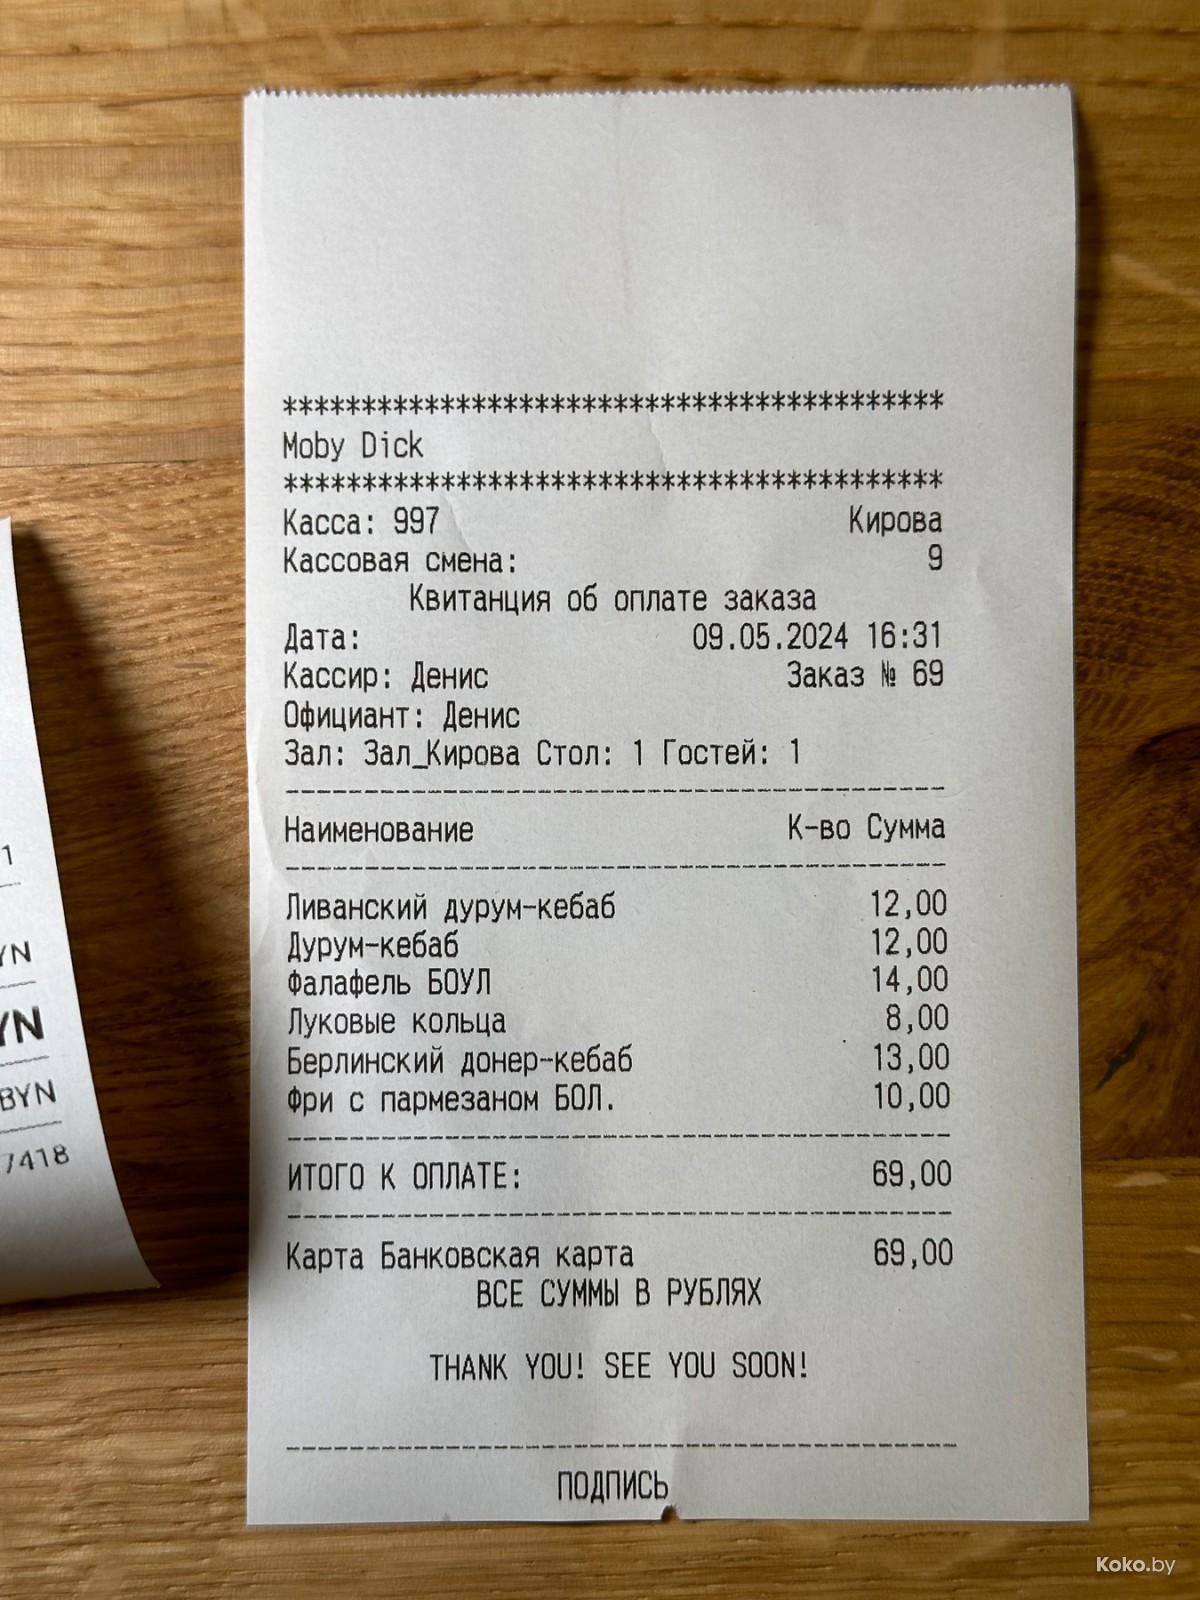 *******************************************
Moby Dick
*******************************************
Касса: 997 Кирова
Кассовая смена: 9
Квитанция об оплате заказа
Дата: 09.05.2024 16:31
Кассир: Денис Заказ № 69
Официант: Денис
Зал: Зал_Кирова Стол: 1 Гостей: 1
Наименование К-во Сумма
Ливанский дурум-кебаб 12,00
Дурум-кебаб 12,00
Фалафель БОУЛ 14,00
Луковые кольца 8,00
Берлинский донер-кебаб 13,00
Фри с пармезаном БОЛ. 10,00
ИТОГО К ОПЛАТЕ: 69,00
Карта Банковская карта 69,00
ВСЕ СУММЫ В РУБЛЯХ
THANK YOU! SEE YOU SOON!
ПОДПИСЬ
1
YN
YN
BYN
7418
Koko.by